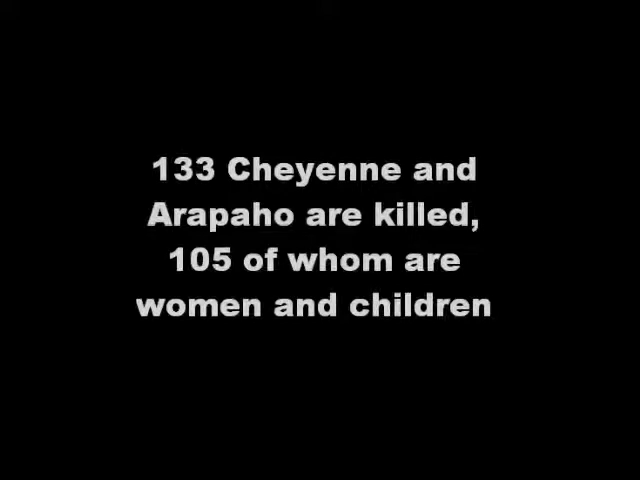 133 Cheyenne and
Arapaho are killed,
105 of whom are
women and children